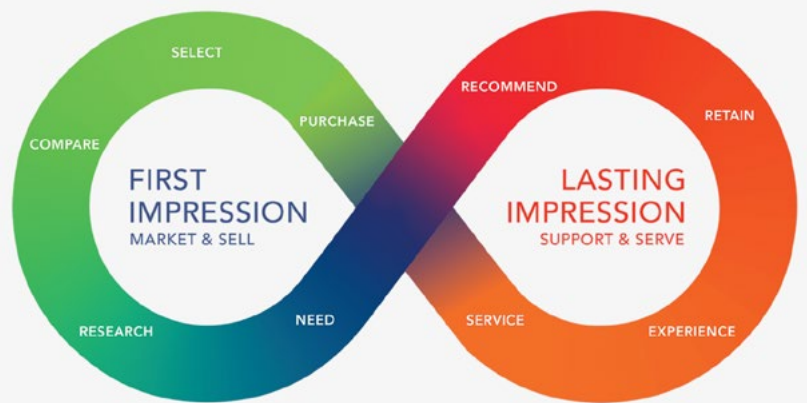 SELECT
RECOMMEND
PURCHASE
RETAIN
COMPARE
FIRST
IMPRESSION
MARKET & SELL
LASTING
IMPRESSION
SUPPORT & SERVE
RESEARCH
NEED
SERVICE
EXPERIENCE